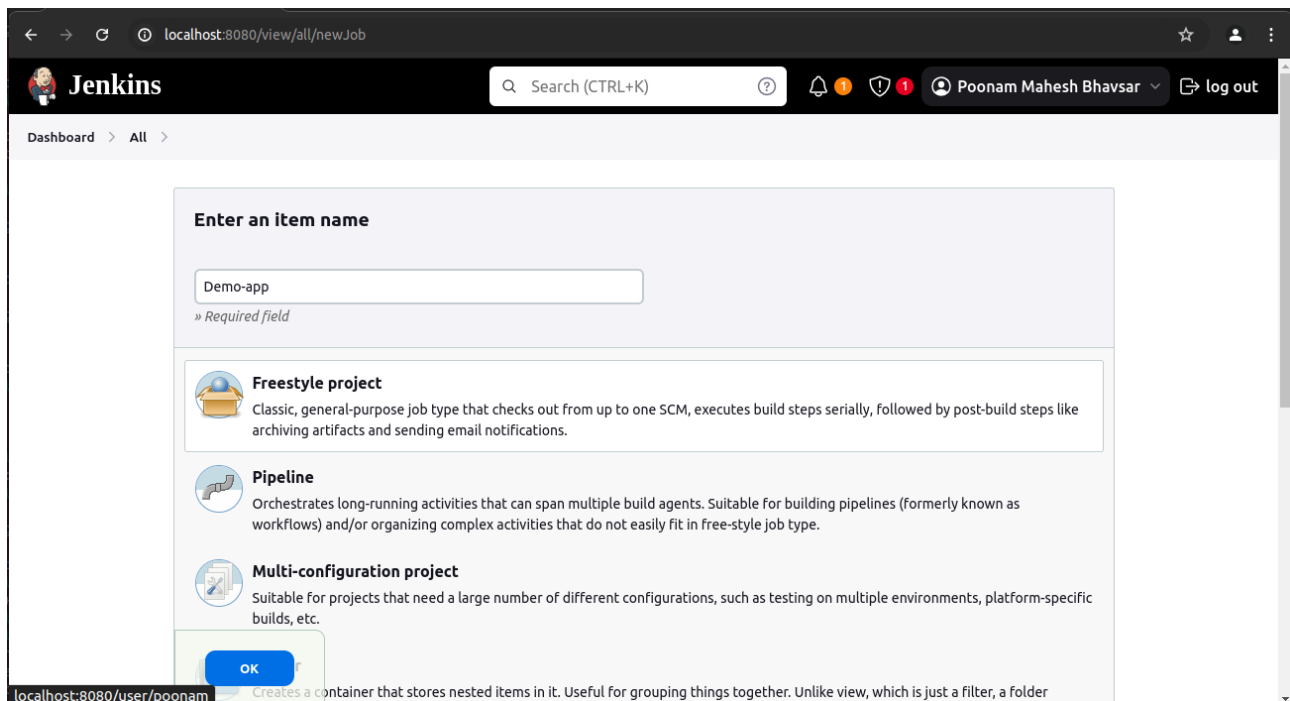 localhost:8080/view/all/newJob
Jenkins
Search (CTRL+K)
?
1
1
Poonam Mahesh Bhavsar
log out
Dashboard > All >
Enter an item name
Demo-app
» Required field
Freestyle project
Classic, general-purpose job type that checks out from up to one SCM, executes build steps serially, followed by post-build steps like
archiving artifacts and sending email notifications.
Pipeline
Orchestrates long-running activities that can span multiple build agents. Suitable for building pipelines (formerly known as
workflows) and/or organizing complex activities that do not easily fit in free-style job type.
Multi-configuration project
Suitable for projects that need a large number of different configurations, such as testing on multiple environments, platform-specific
builds, etc.
OK
Creates a container that stores nested items in it. Useful for grouping things together. Unlike view, which is just a filter, a folder
localhost:8080/user/poonam